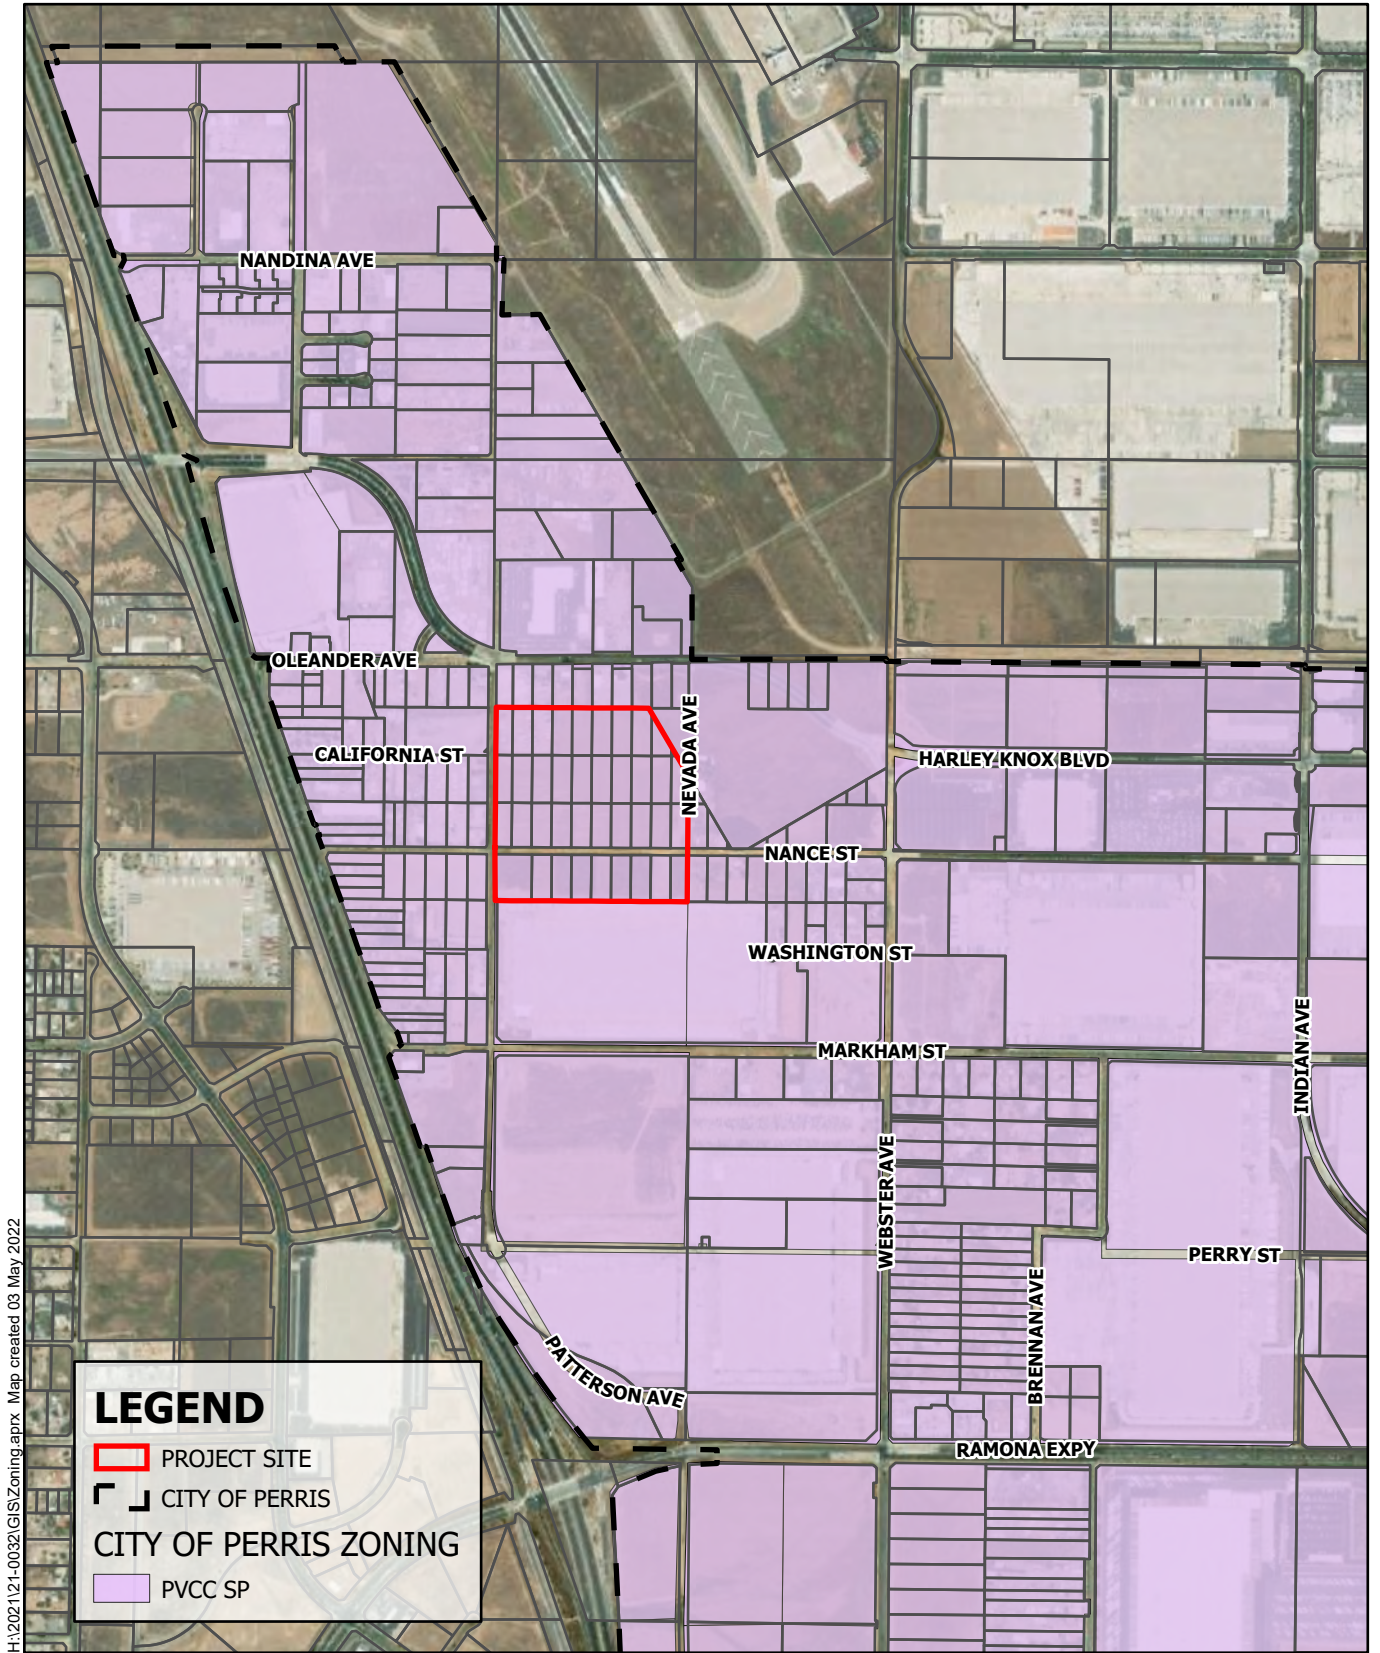 NANDINA AVE
OLEANDER AVE
CALIFORNIA ST
NEVADA AVE
HARLEY KNOX BLVD
NANCE ST
WASHINGTON ST
MARKHAM ST
INDIAN AVE
WEBSTER AVE
PERRY ST
BRENNAN AVE
PATTERSON AVE
RAMONA EXPY
LEGEND
PROJECT SITE
CITY OF PERRIS
CITY OF PERRIS ZONING
PVCC SP
H:\2021\21-0032\GIS\Zoning.aprx Map created 03 May 2022